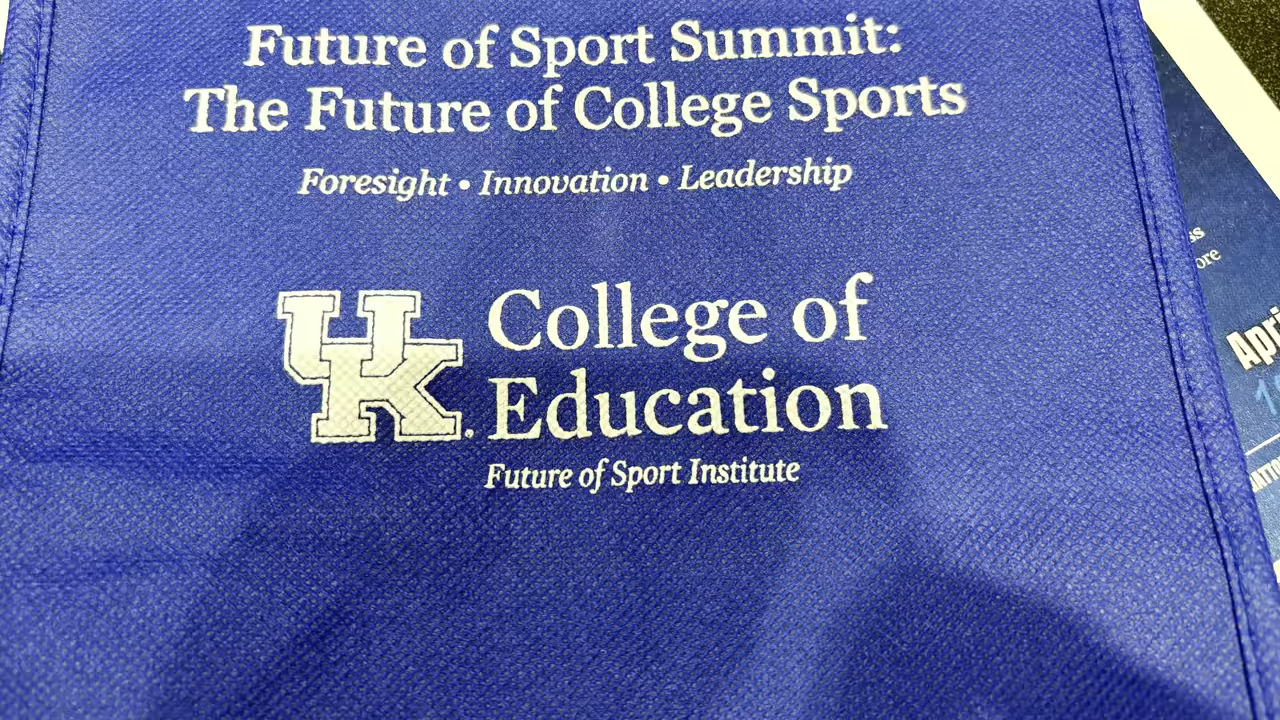 Future of Sport Summit:
The Future of College Sports
Foresight • Innovation • Leadership
UK
College of
Education
Future of Sport Institute